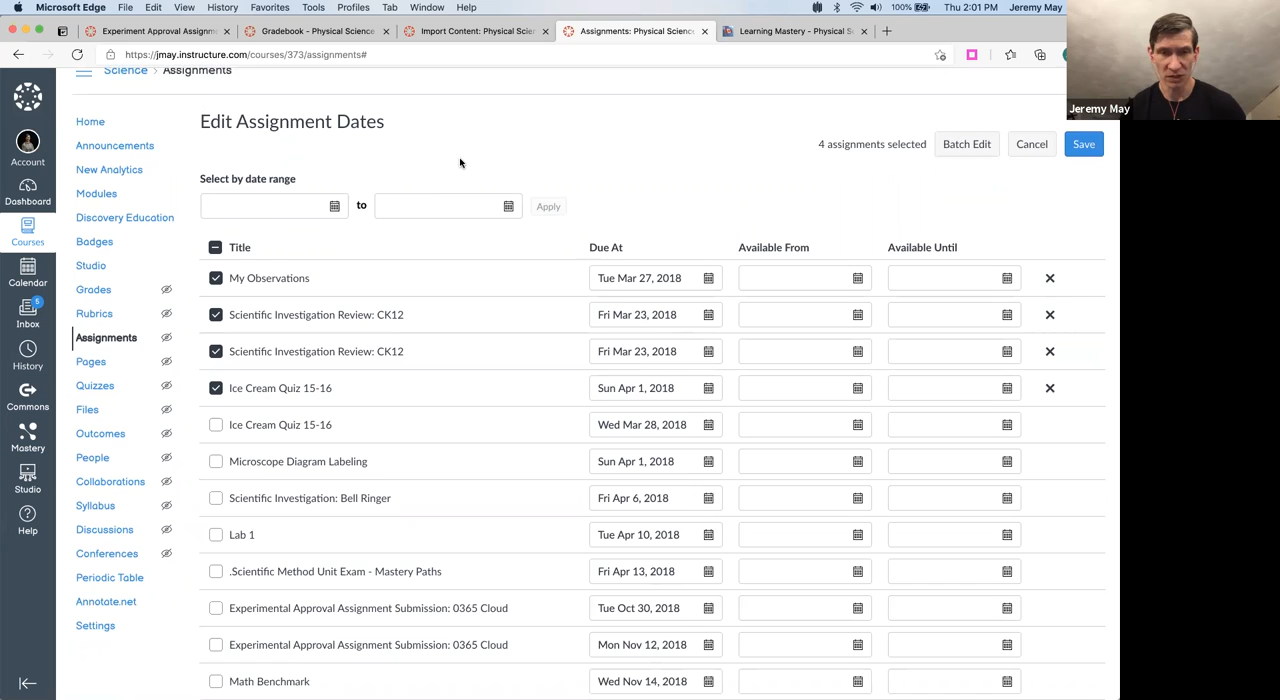 Microsoft Edge File Edit View History Favorites Tools Profiles Tab Window Help 100% Thu 2:01 PM Jeremy May
Experiment Approval Assignm Gradebook - Physical Science Import Content: Physical Scien Assignments: Physical Science Learning Mastery - Physical S
https://jmay.instructure.com/courses/373/assignments#
Jeremy May
Science > Assignments
Account
Dashboard
Courses
Calendar
5
Inbox
History
Commons
Mastery
Studio
Help
Home
Announcements
New Analytics
Modules
Discovery Education
Badges
Studio
Grades
Rubrics
Assignments
Pages
Quizzes
Files
Outcomes
People
Collaborations
Syllabus
Discussions
Conferences
Periodic Table
Annotate.net
Settings
Edit Assignment Dates
4 assignments selected Batch Edit Cancel Save
Select by date range
to Apply
Title Due At Available From Available Until
My Observations Tue Mar 27, 2018
Scientific Investigation Review: CK12 Fri Mar 23, 2018
Scientific Investigation Review: CK12 Fri Mar 23, 2018
Ice Cream Quiz 15-16 Sun Apr 1, 2018
Ice Cream Quiz 15-16 Wed Mar 28, 2018
Microscope Diagram Labeling Sun Apr 1, 2018
Scientific Investigation: Bell Ringer Fri Apr 6, 2018
Lab 1 Tue Apr 10, 2018
.Scientific Method Unit Exam - Mastery Paths Fri Apr 13, 2018
Experimental Approval Assignment Submission: 0365 Cloud Tue Oct 30, 2018
Experimental Approval Assignment Submission: 0365 Cloud Mon Nov 12, 2018
Math Benchmark Wed Nov 14, 2018